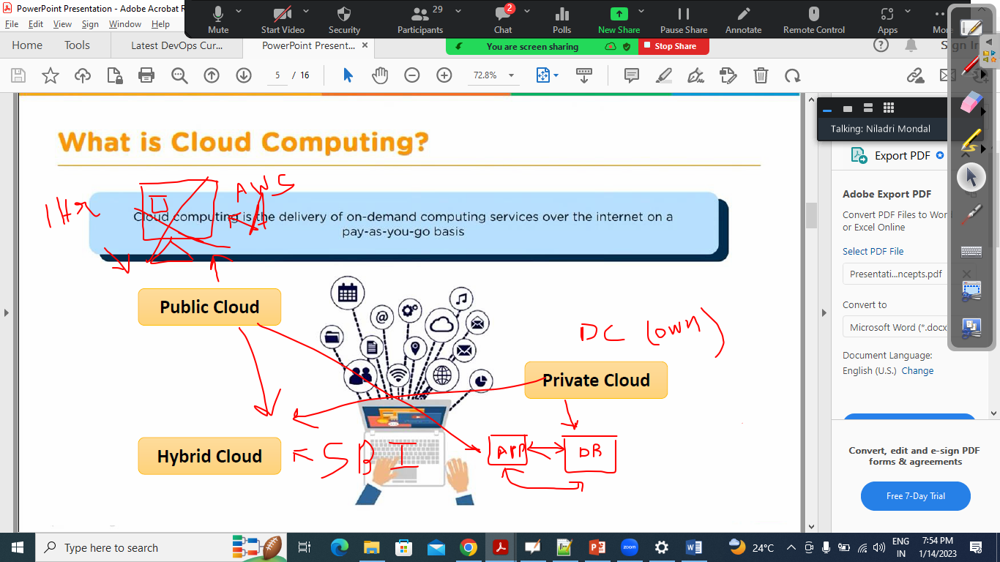 PowerPoint Presentation - Adobe Acrobat R
File Edit View Sign Window Help
Mute
Start Video
Security
29
Participants
2
Chat
Polls
New Share
Pause Share
Annotate
Remote Control
Apps
More
You are screen sharing
Stop Share
Home
Tools
Latest DevOps Cur...
PowerPoint Present...
Sign In
5 / 16
72.8%
Talking: Niladri Mondal
What is Cloud Computing?
AWS
1Hr
Cloud computing is the delivery of on-demand computing services over the internet on a
pay-as-you-go basis
Public Cloud
DC (own)
Private Cloud
Hybrid Cloud
SBI
APP
DB
Export PDF
Adobe Export PDF
Convert PDF Files to Word
or Excel Online
Select PDF File
Presentati...ncepts.pdf
Convert to
Microsoft Word (*.docx
Document Language:
English (U.S.) Change
Convert, edit and e-sign PDF
forms & agreements
Free 7-Day Trial
Type here to search
zoom
24°C
ENG
IN
7:54 PM
1/14/2023